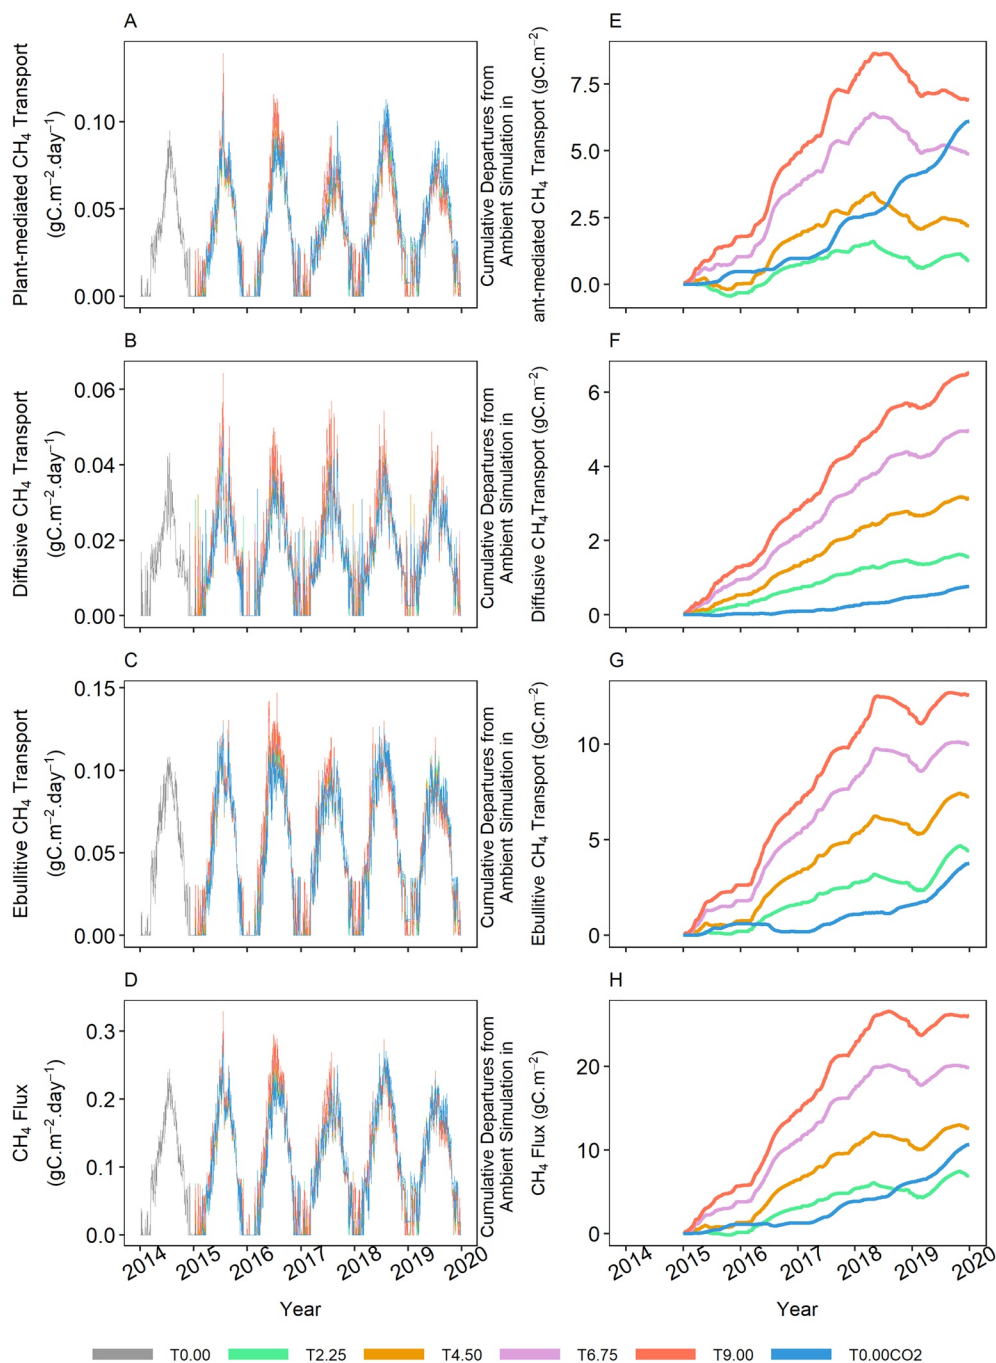 A
Plant-mediated CH₄ Transport
(gC.m⁻².day⁻¹)
0.10
0.05
0.00
E
Cumulative Departures from
Ambient Simulation in
ant-mediated CH₄ Transport (gC.m⁻²)
7.5
5.0
2.5
0.0
B
Diffusive CH₄ Transport
(gC.m⁻².day⁻¹)
0.06
0.04
0.02
0.00
F
Cumulative Departures from
Ambient Simulation in
Diffusive CH₄Transport (gC.m⁻²)
6
4
2
0
C
Ebullitive CH₄ Transport
(gC.m⁻².day⁻¹)
0.15
0.10
0.05
0.00
G
Cumulative Departures from
Ambient Simulation in
Ebullitive CH₄ Transport (gC.m⁻²)
10
5
0
D
CH₄ Flux
(gC.m⁻².day⁻¹)
0.3
0.2
0.1
0.0
2014 2015 2016 2017 2018 2019 2020
Year
H
Cumulative Departures from
Ambient Simulation in
CH₄ Flux (gC.m⁻²)
20
10
0
2014 2015 2016 2017 2018 2019 2020
Year
T0.00 T2.25 T4.50 T6.75 T9.00 T0.00CO2